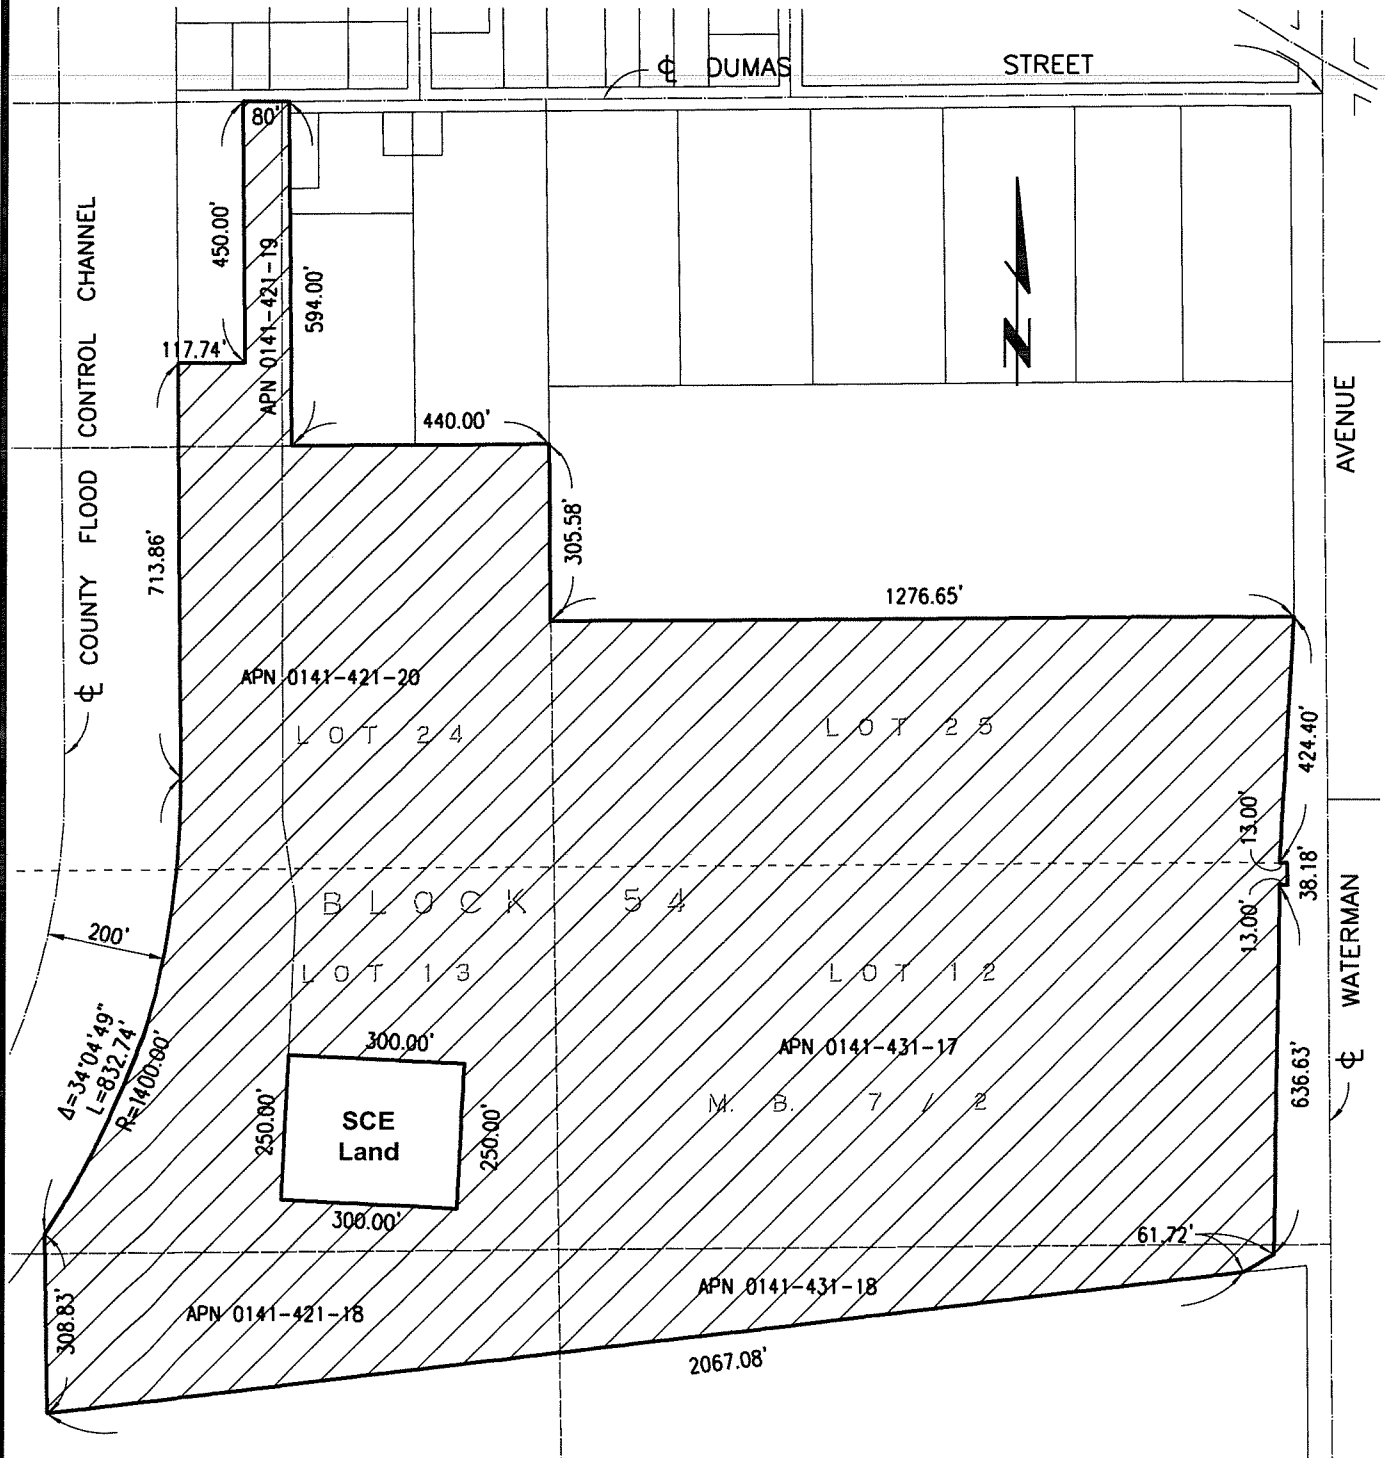 ℄ DUMAS STREET
80'
450.00'
APN 0141-421-19
594.00'
℄ COUNTY FLOOD CONTROL CHANNEL
117.74'
440.00'
N
AVENUE
713.86'
305.58'
1276.65'
APN 0141-421-20
LOT 24
LOT 25
424.40'
13.00'
38.18'
13.00'
BLOCK 54
200'
LOT 13
LOT 12
℄ WATERMAN
Δ=34°04'49"
L=832.74'
R=1400.00'
300.00'
APN 0141-431-17
636.63'
M. B. 7 / 2
250.00'
SCE
Land
250.00'
300.00'
61.72'
308.83'
APN 0141-421-18
APN 0141-431-18
2067.08'